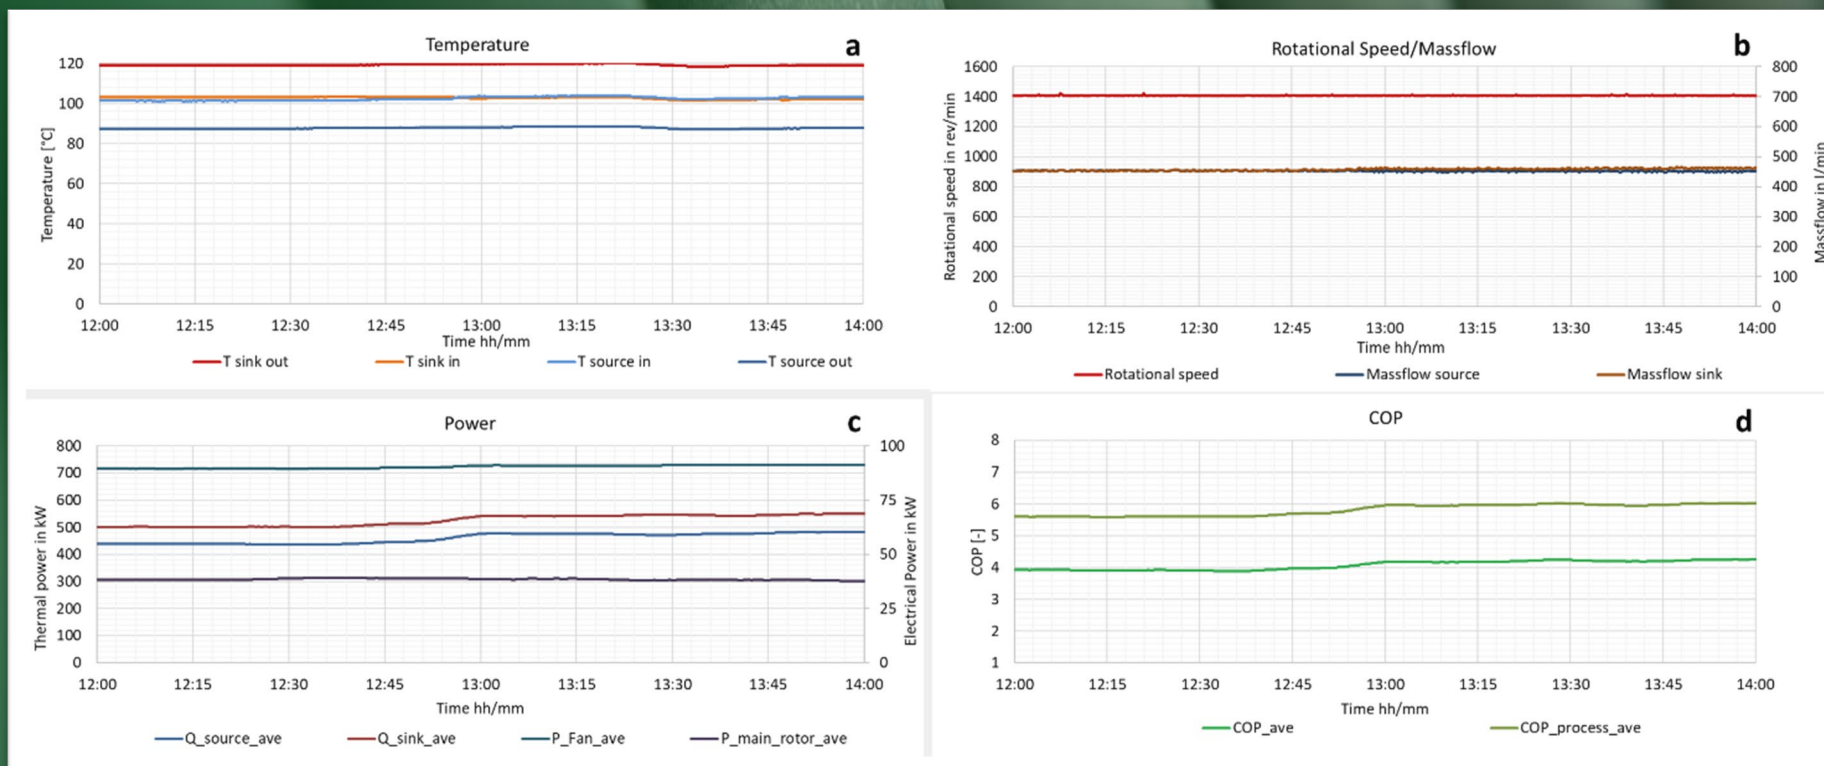 Temperature
a
120
100
80
60
40
20
0
Temperature [°C]
12:00 12:15 12:30 12:45 13:00 13:15 13:30 13:45 14:00
Time hh/mm
T sink out T sink in T source in T source out
Rotational Speed/Massflow
b
1600
1400
1200
1000
800
600
400
200
0
Rotational speed in rev/min
800
700
600
500
400
300
200
100
0
Massflow in l/min
12:00 12:15 12:30 12:45 13:00 13:15 13:30 13:45 14:00
Time hh/mm
Rotational speed Massflow source Massflow sink
Power
c
800
700
600
500
400
300
200
100
0
Thermal power in kW
100
75
50
25
0
Electrical Power in kW
12:00 12:15 12:30 12:45 13:00 13:15 13:30 13:45 14:00
Time hh/mm
Q_source_ave Q_sink_ave P_Fan_ave P_main_rotor_ave
COP
d
8
7
6
5
4
3
2
1
COP [-]
12:00 12:15 12:30 12:45 13:00 13:15 13:30 13:45 14:00
Time hh/mm
COP_ave COP_process_ave